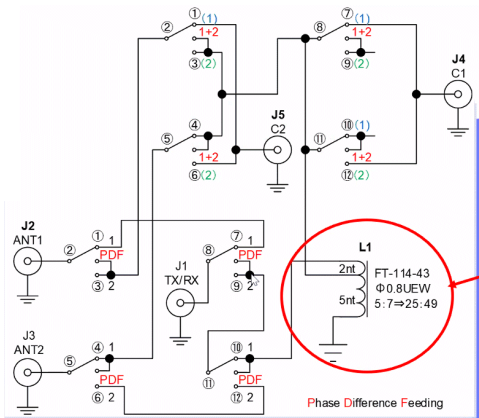 ① (1)
②
1+2
③(2)
④
⑤
1+2
⑥(2)
⑦(1)
⑧
1+2
⑨(2)
⑩(1)
⑪
1+2
⑫(2)
J4
C1
J5
C2
J2
ANT1
① 1
②
PDF
③ 2
J1
TX/RX
⑦ 1
⑧
PDF
⑨ 2
J3
ANT2
④ 1
⑤
PDF
⑥ 2
⑩ 1
⑪
PDF
⑫ 2
L1
2nt
5nt
FT-114-43
Φ0.8UEW
5:7⇒25:49
Phase Difference Feeding